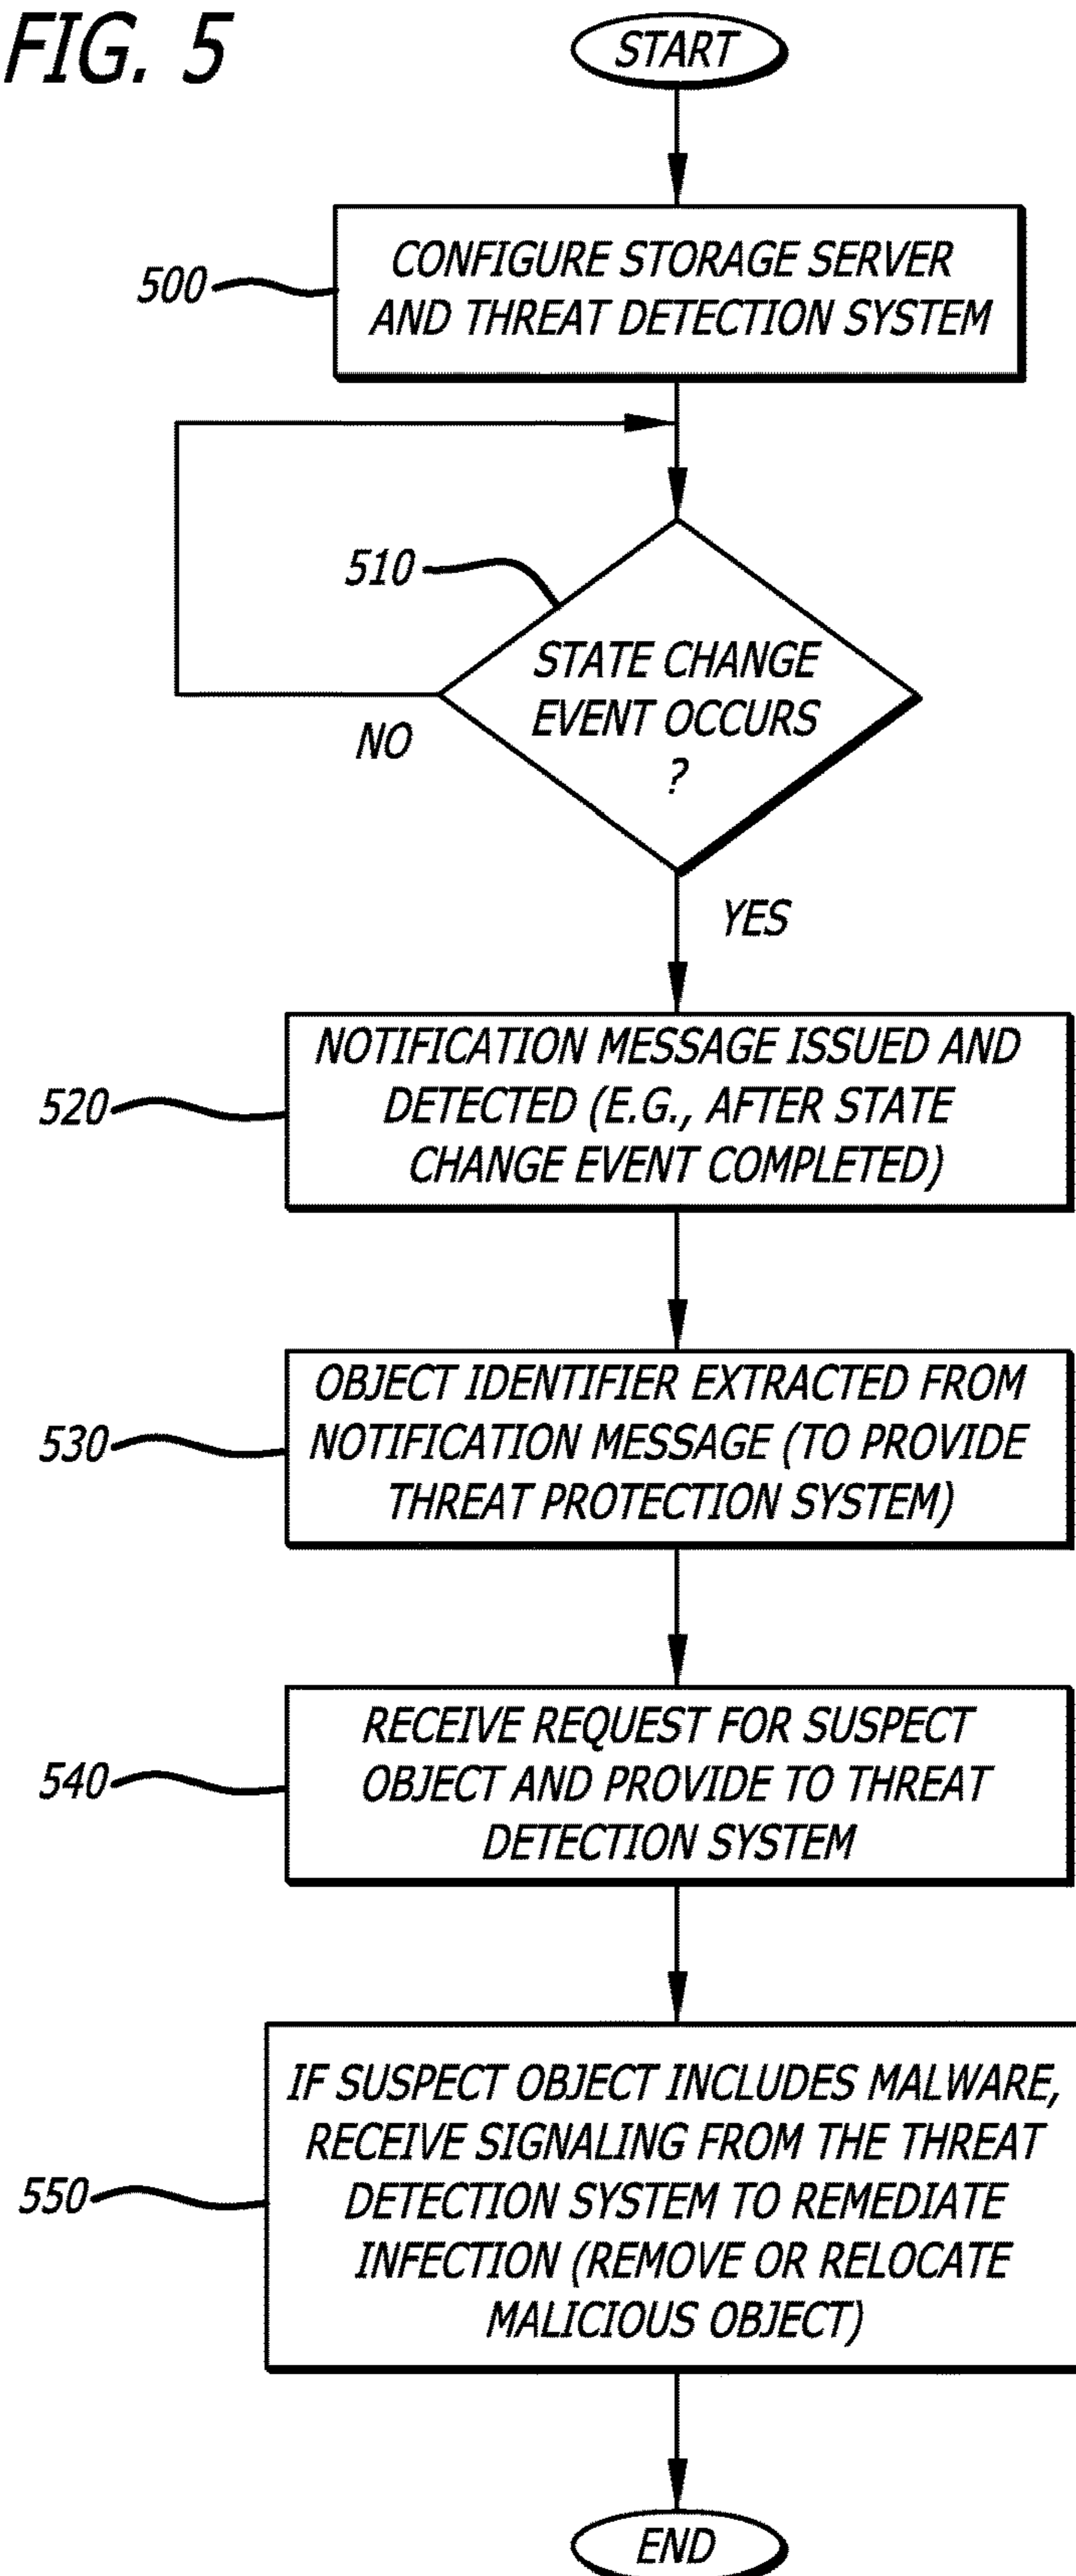 FIG. 5
START
500
CONFIGURE STORAGE SERVER
AND THREAT DETECTION SYSTEM
510
STATE CHANGE
EVENT OCCURS
?
NO
YES
520
NOTIFICATION MESSAGE ISSUED AND
DETECTED (E.G., AFTER STATE
CHANGE EVENT COMPLETED)
530
OBJECT IDENTIFIER EXTRACTED FROM
NOTIFICATION MESSAGE (TO PROVIDE
THREAT PROTECTION SYSTEM)
540
RECEIVE REQUEST FOR SUSPECT
OBJECT AND PROVIDE TO THREAT
DETECTION SYSTEM
550
IF SUSPECT OBJECT INCLUDES MALWARE,
RECEIVE SIGNALING FROM THE THREAT
DETECTION SYSTEM TO REMEDIATE
INFECTION (REMOVE OR RELOCATE
MALICIOUS OBJECT)
END